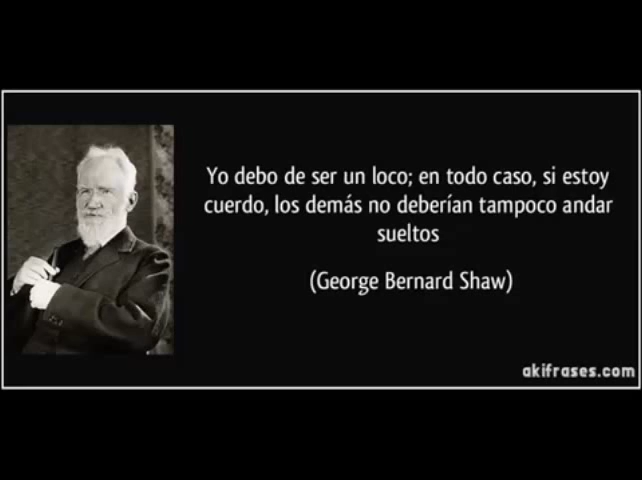 Yo debo de ser un loco; en todo caso, si estoy
cuerdo, los demás no deberían tampoco andar
sueltos
(George Bernard Shaw)
akifrases.com